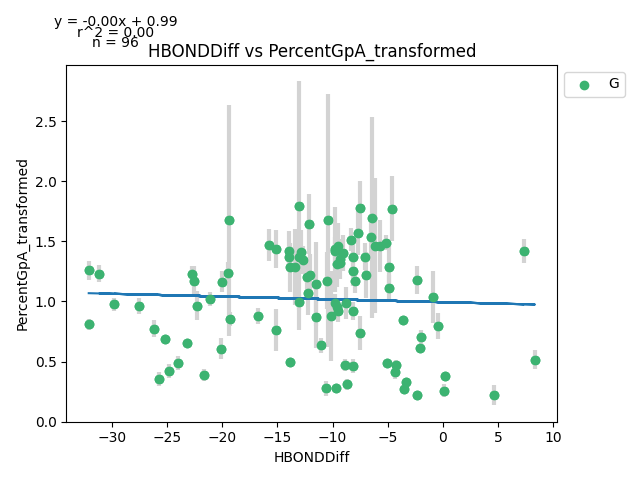 y = -0.00x + 0.99
r^2 = 0.00
n = 96
HBONDDiff vs PercentGpA_transformed
G
PercentGpA_transformed
2.5
2.0
1.5
1.0
0.5
0.0
−30 −25 −20 −15 −10 −5 0 5 10
HBONDDiff